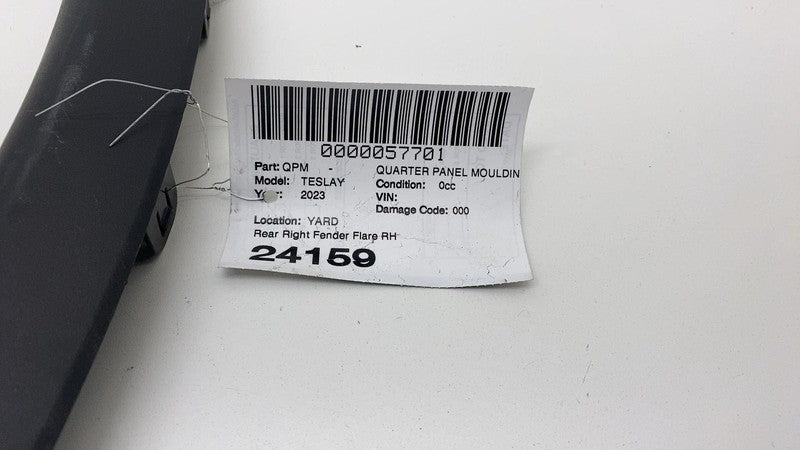 0000057701
Part: QPM - QUARTER PANEL MOULDIN
Model: TESLAY Condition: 0cc
Year: 2023 VIN:
Damage Code: 000
Location: YARD
Rear Right Fender Flare RH
24159